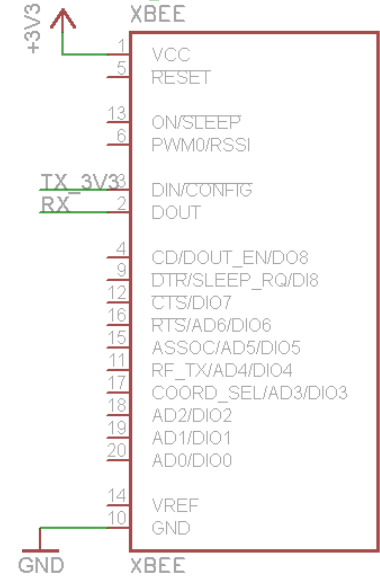 XBEE
+3V3
1 VCC
5 RESET
13 ON/SLEEP
6 PWM0/RSSI
TX_3V3 3 DIN/CONFIG
RX 2 DOUT
4 CD/DOUT_EN/DO8
9 DTR/SLEEP_RQ/DI8
12 CTS/DIO7
16 RTS/AD6/DIO6
15 ASSOC/AD5/DIO5
11 RF_TX/AD4/DIO4
17 COORD_SEL/AD3/DIO3
18 AD2/DIO2
19 AD1/DIO1
20 AD0/DIO0
14 VREF
10 GND
GND
XBEE